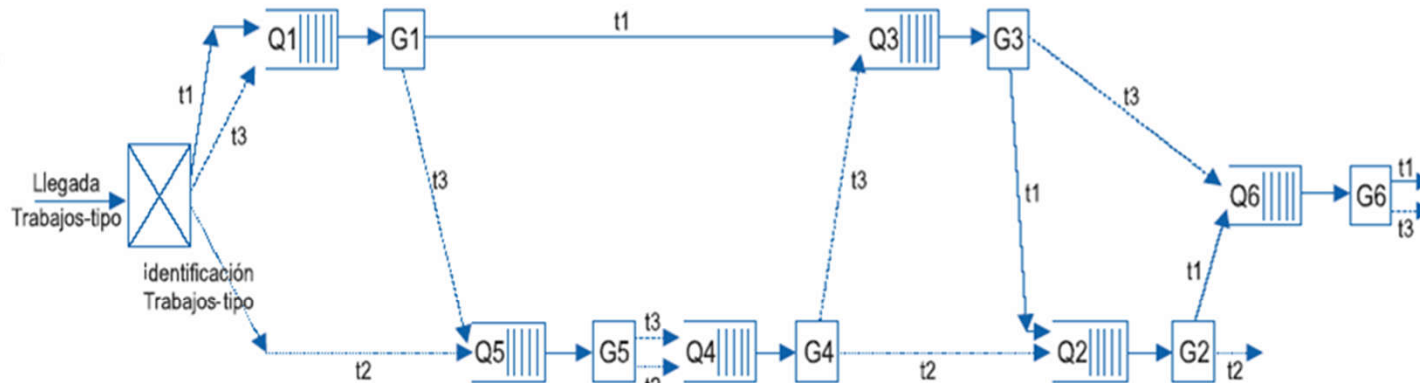 Q1
G1
t1
Q3
G3
t1
t3
t3
Llegada
Trabajos-tipo
t3
t3
t1
Q6
G6
t1
t3
identificación
Trabajos-tipo
t1
t2
Q5
G5
t3
Q4
G4
t2
Q2
G2
t2